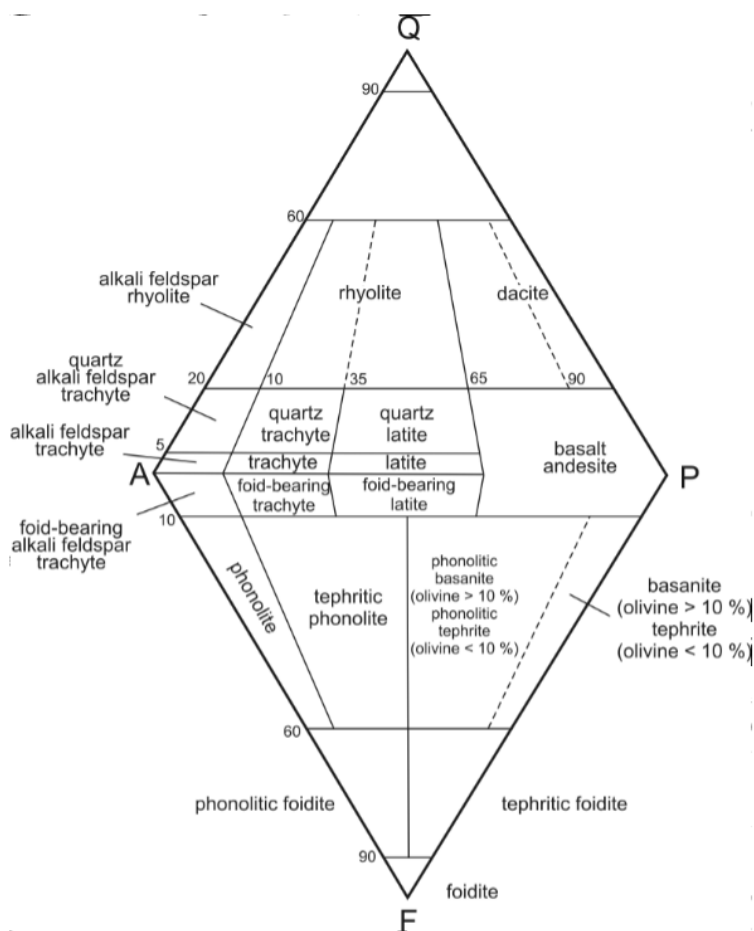 Q
90
60
alkali feldspar
rhyolite
rhyolite
dacite
quartz
alkali feldspar
trachyte
20
10
35
65
90
quartz
trachyte
quartz
latite
alkali feldspar
trachyte
5
trachyte
latite
basalt
andesite
A
P
foid-bearing
trachyte
foid-bearing
latite
10
foid-bearing
alkali feldspar
trachyte
phonolite
tephritic
phonolite
phonolitic
basanite
(olivine > 10 %)
phonolitic
tephrite
(olivine < 10 %)
basanite
(olivine > 10 %)
tephrite
(olivine < 10 %)
60
phonolitic foidite
tephritic foidite
90
foidite
F